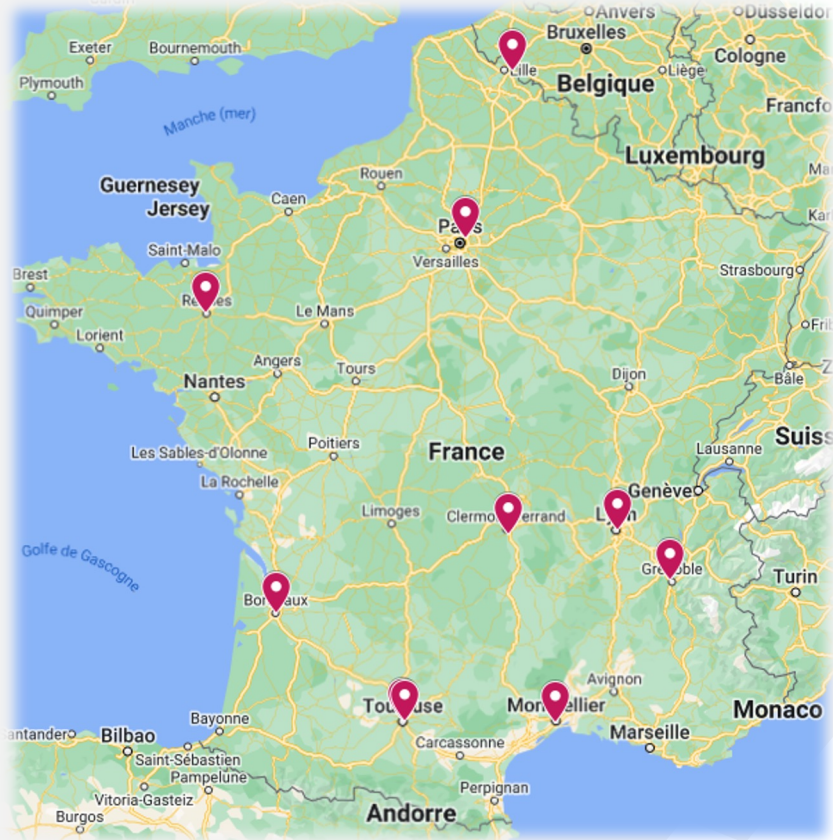 Anvers
Düsseldor
Exeter
Bournemouth
Bruxelles
Cologne
Plymouth
Lille
Liège
Belgique
Francfo
Manche (mer)
Luxembourg
Rouen
Guernesey
Jersey
Caen
Saint-Malo
Versailles
Strasbourg
Brest
Quimper
Le Mans
Lorient
Angers
Tours
Dijon
Bâle
Nantes
Les Sables-d'Olonne
Poitiers
France
Lausanne
Suiss
La Rochelle
Genève
Limoges
Golfe de Gascogne
Turin
Avignon
Bayonne
Monaco
antander
Bilbao
Carcassonne
Marseille
Saint-Sébastien
Pampelune
Vitoria-Gasteiz
Perpignan
Burgos
Andorre